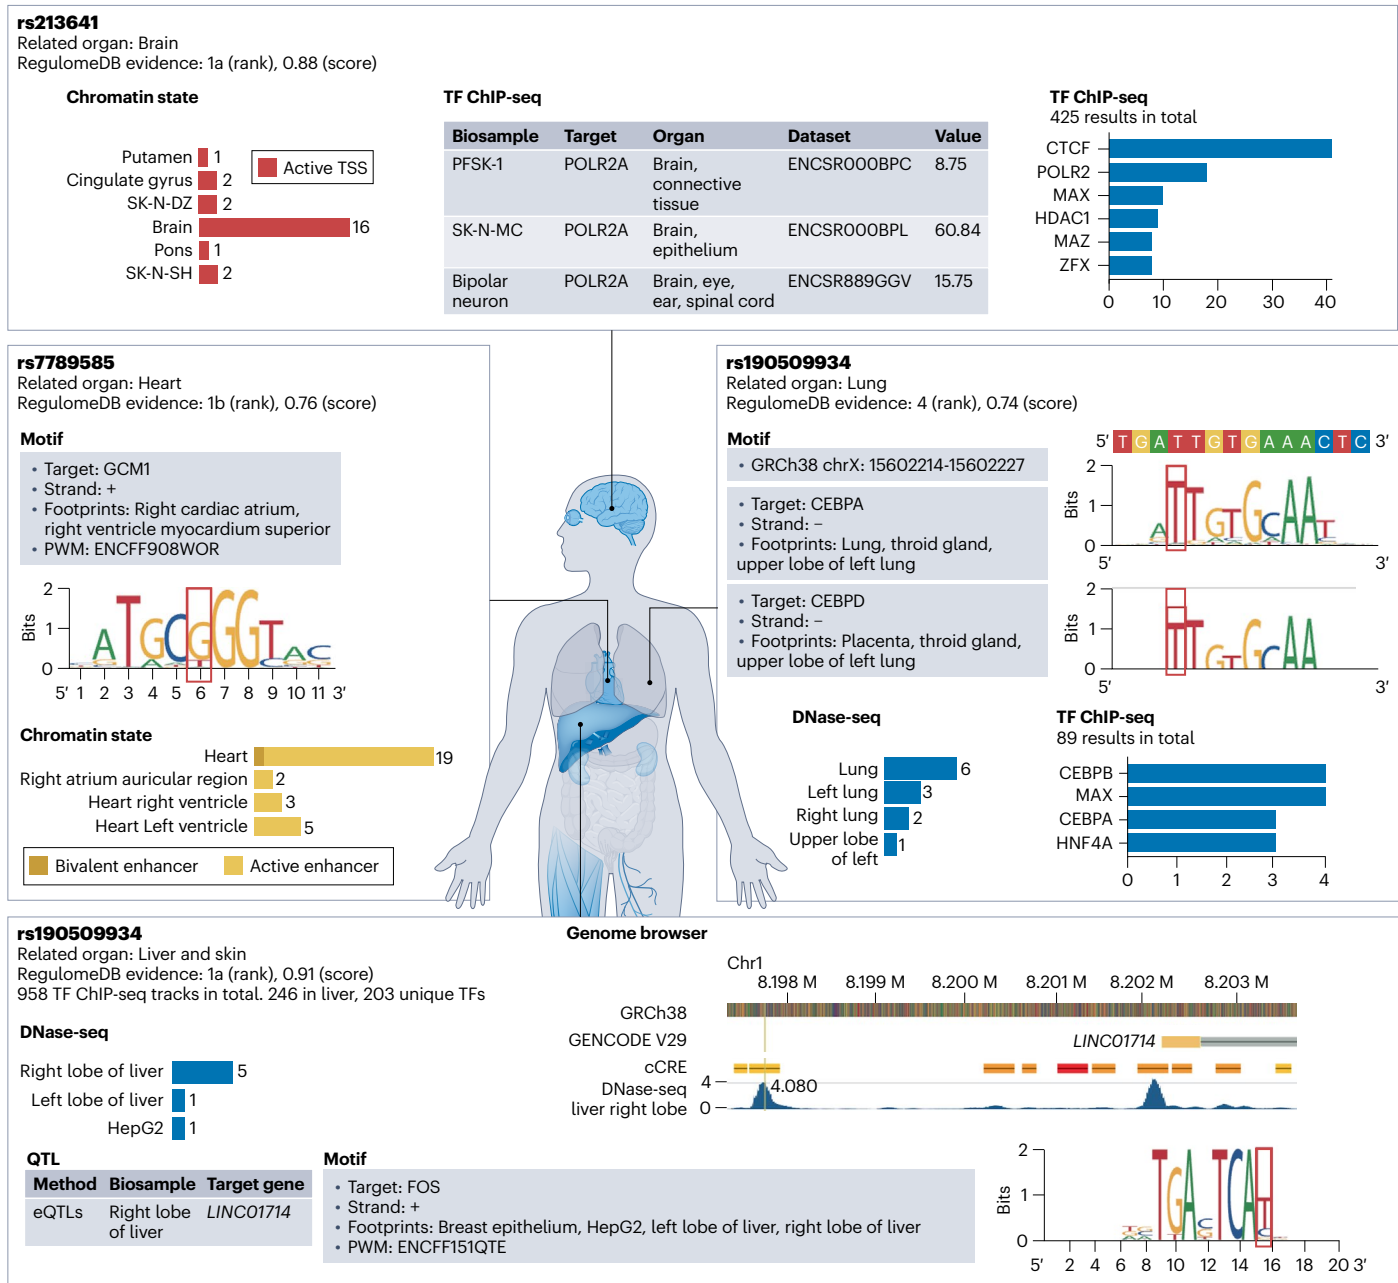 rs213641
Related organ: Brain
RegulomeDB evidence: 1a (rank), 0.88 (score)
Chromatin state
Putamen 1
Cingulate gyrus 2
SK-N-DZ 2
Brain 16
Pons 1
SK-N-SH 2
Active TSS
TF ChIP-seq
Biosample Target Organ Dataset Value
PFSK-1 POLR2A Brain, connective tissue ENCSR000BPC 8.75
SK-N-MC POLR2A Brain, epithelium ENCSR000BPL 60.84
Bipolar neuron POLR2A Brain, eye, ear, spinal cord ENCSR889GGV 15.75
TF ChIP-seq
425 results in total
CTCF
POLR2
MAX
HDAC1
MAZ
ZFX
0 10 20 30 40
rs7789585
Related organ: Heart
RegulomeDB evidence: 1b (rank), 0.76 (score)
Motif
• Target: GCM1
• Strand: +
• Footprints: Right cardiac atrium,
right ventricle myocardium superior
• PWM: ENCFF908WOR
2
1
0
Bits
ATGCGGGTAC
5′ 1 2 3 4 5 6 7 8 9 10 11 3′
Chromatin state
Heart 19
Right atrium auricular region 2
Heart right ventricle 3
Heart Left ventricle 5
Bivalent enhancer Active enhancer
rs190509934
Related organ: Lung
RegulomeDB evidence: 4 (rank), 0.74 (score)
Motif
• GRCh38 chrX: 15602214-15602227
• Target: CEBPA
• Strand: −
• Footprints: Lung, throid gland,
upper lobe of left lung
• Target: CEBPD
• Strand: −
• Footprints: Placenta, throid gland,
upper lobe of left lung
5′ T G A T T G T G A A A C T C 3′
2
1
0
Bits
ATTGTGCAAT
5′ 3′
2
1
0
Bits
TTGTGCAA
5′ 3′
DNase-seq
Lung 6
Left lung 3
Right lung 2
Upper lobe of left 1
TF ChIP-seq
89 results in total
CEBPB
MAX
CEBPA
HNF4A
0 1 2 3 4
rs190509934
Related organ: Liver and skin
RegulomeDB evidence: 1a (rank), 0.91 (score)
958 TF ChIP-seq tracks in total. 246 in liver, 203 unique TFs
DNase-seq
Right lobe of liver 5
Left lobe of liver 1
HepG2 1
QTL
Method Biosample Target gene
eQTLs Right lobe of liver LINC01714
Genome browser
Chr1
8.198 M 8.199 M 8.200 M 8.201 M 8.202 M 8.203 M
GRCh38
GENCODE V29 LINC01714
cCRE
DNase-seq
liver right lobe
4
0
4.080
Motif
• Target: FOS
• Strand: +
• Footprints: Breast epithelium, HepG2, left lobe of liver, right lobe of liver
• PWM: ENCFF151QTE
2
1
0
Bits
TGA TCA
5′ 2 4 6 8 10 12 14 16 18 20 3′